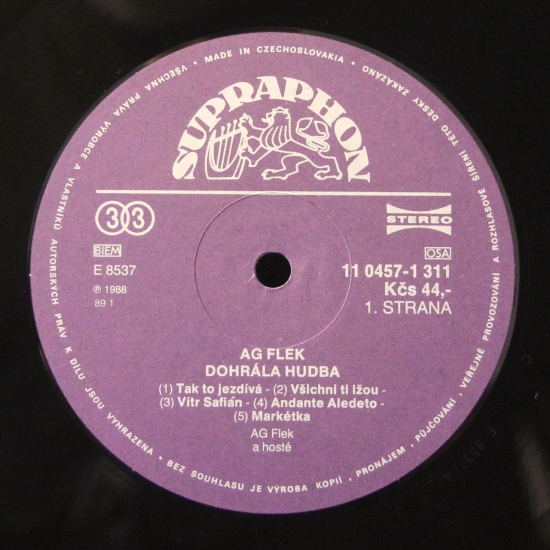 VŠECHNA PRÁVA VÝROBCE A VLASTNÍKŮ AUTORSKÝCH PRÁV K DÍLU JSOU VYHRAZENA • BEZ SOUHLASU JE VÝROBA KOPIÍ, PRONÁJEM, PŮJČOVÁNÍ, VEŘEJNÉ PROVOZOVÁNÍ A ROZHLASOVÉ ŠÍŘENÍ TÉTO DESKY ZAKÁZÁNO • MADE IN CZECHOSLOVAKIA •
SUPRAPHON
33
STEREO
BIEM
OSA
E 8537
11 0457-1 311
℗ 1988
Kčs 44,-
89 1
1. STRANA
AG FLEK
DOHRÁLA HUDBA
(1) Tak to jezdívá - (2) Všichni ti lžou -
(3) Vítr Safián - (4) Andante Aledeto -
(5) Markétka
AG Flek
a hosté